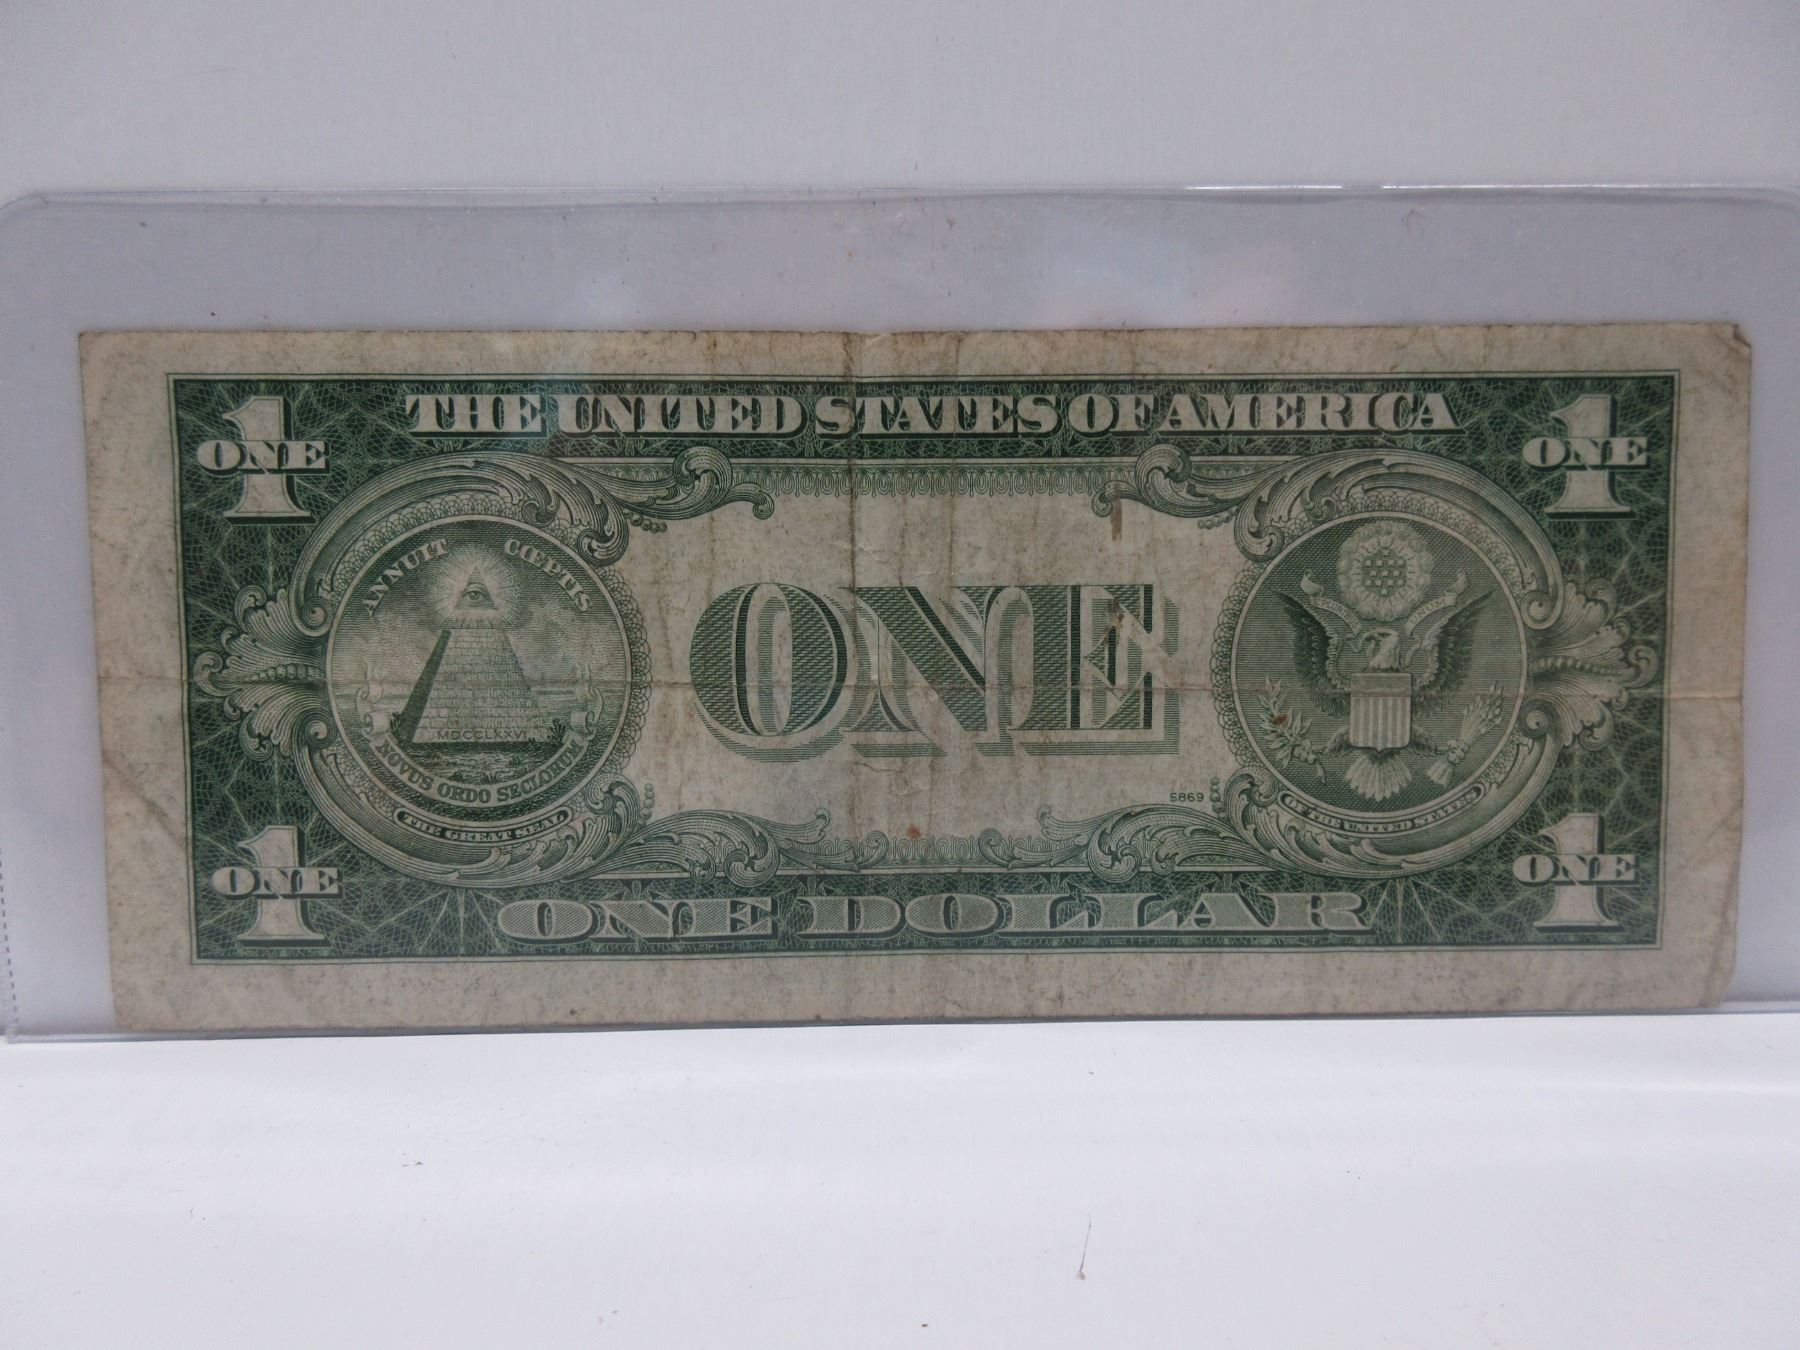 THE UNITED STATES OF AMERICA
1 ONE
1 ONE
ANNUIT CŒPTIS
ONE
MDCCLXXVI
NOVUS ORDO SECLORUM
THE GREAT SEAL
5869
OF THE UNITED STATES
1 ONE
1 ONE
ONE DOLLAR